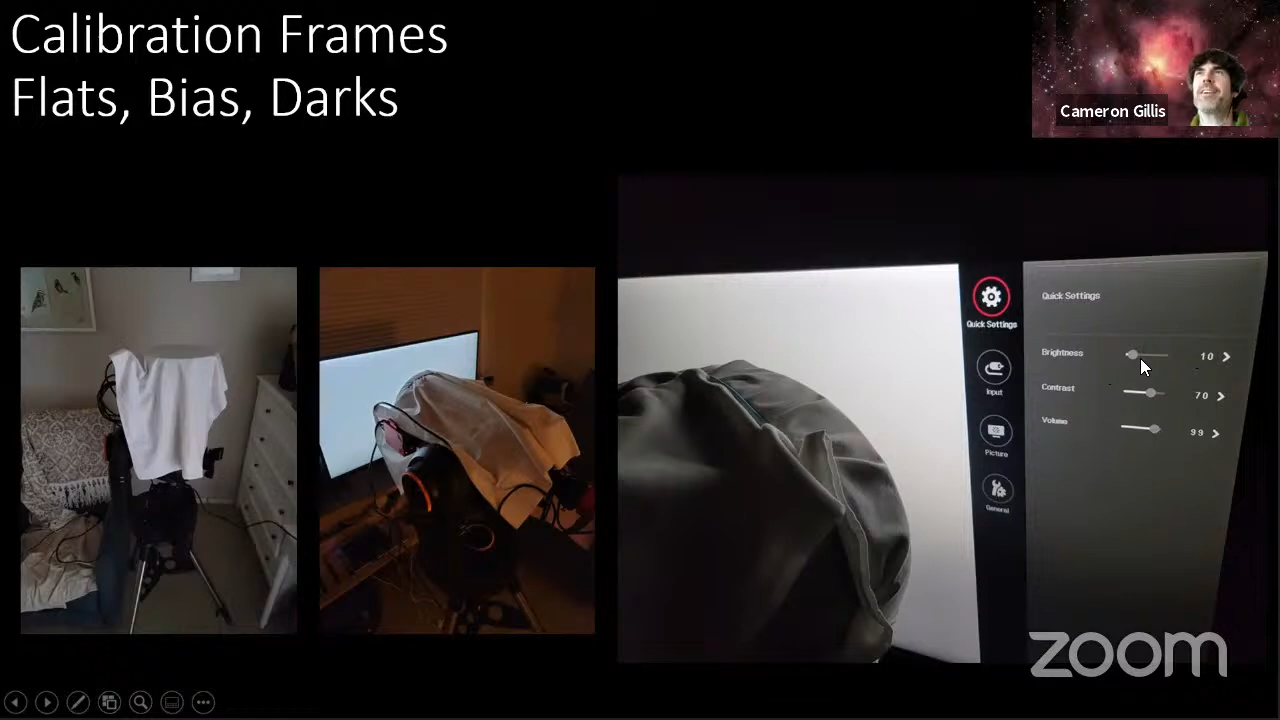 Calibration Frames
Flats, Bias, Darks
Cameron Gillis
Quick Settings
Input
Picture
General
Quick Settings
Brightness 10
Contrast 70
Volume 99
zoom